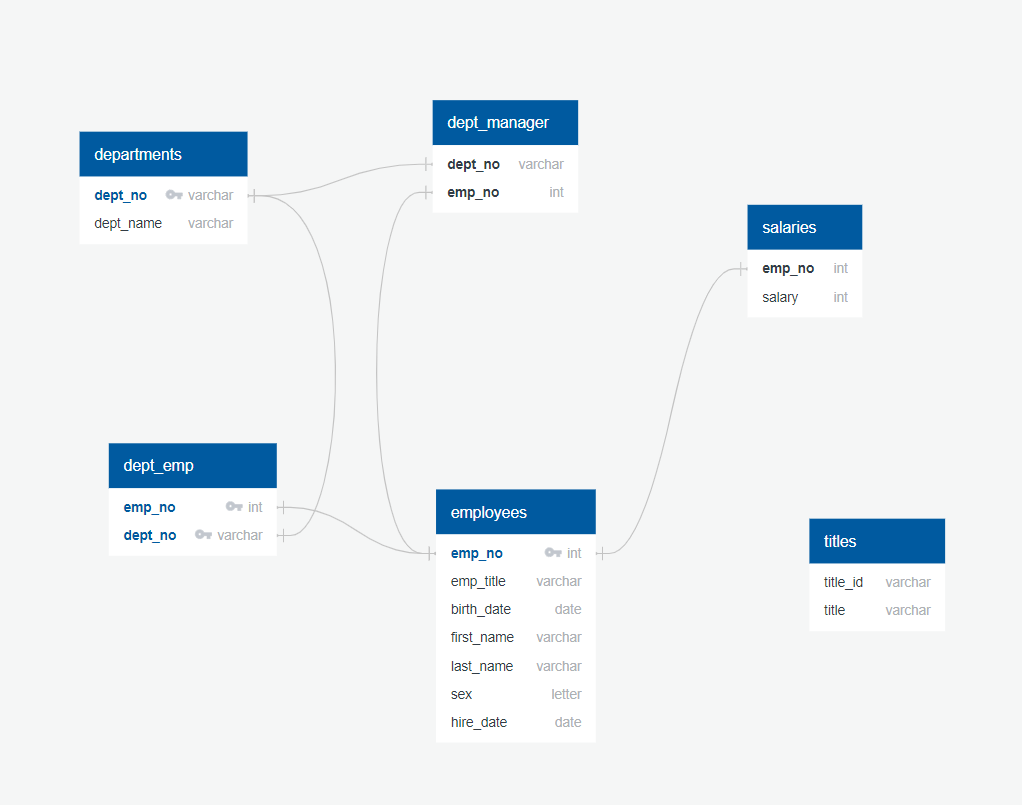 departments
dept_no varchar
dept_name varchar
dept_manager
dept_no varchar
emp_no int
salaries
emp_no int
salary int
dept_emp
emp_no int
dept_no varchar
employees
emp_no int
emp_title varchar
birth_date date
first_name varchar
last_name varchar
sex letter
hire_date date
titles
title_id varchar
title varchar